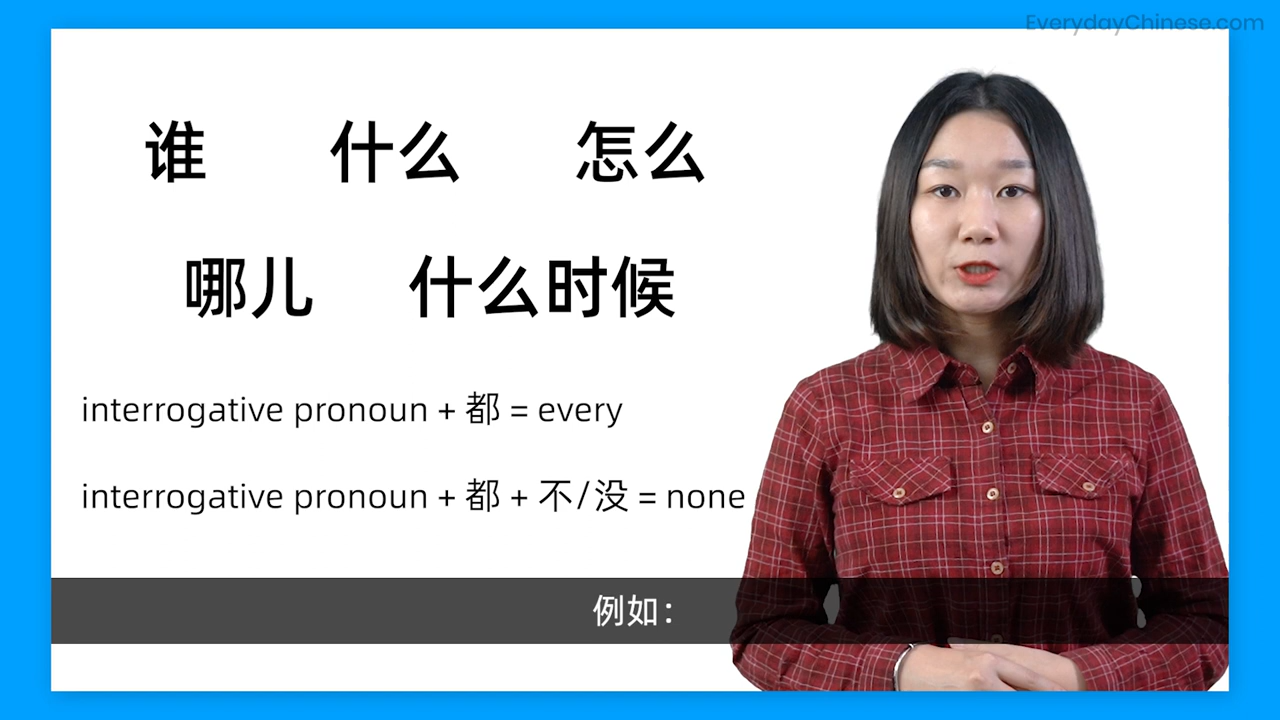 EverydayChinese.com
谁 什么 怎么
哪儿 什么时候
interrogative pronoun + 都 = every
interrogative pronoun + 都 + 不/没 = none
例如：